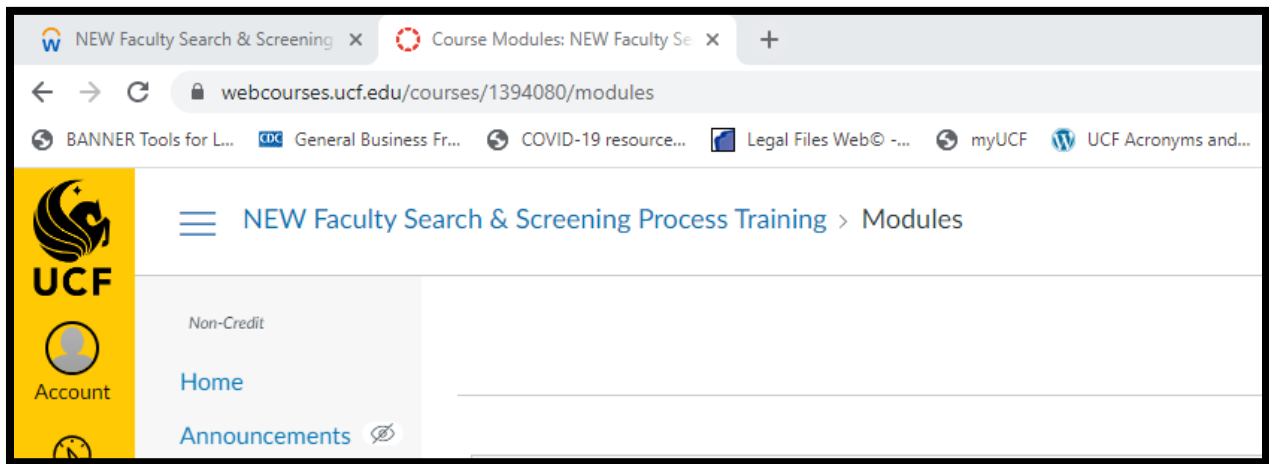 NEW Faculty Search & Screening
Course Modules: NEW Faculty Se
webcourses.ucf.edu/courses/1394080/modules
BANNER Tools for L... CDC General Business Fr... COVID-19 resource... Legal Files Web© -... myUCF UCF Acronyms and...
UCF
NEW Faculty Search & Screening Process Training > Modules
Non-Credit
Account
Home
Announcements